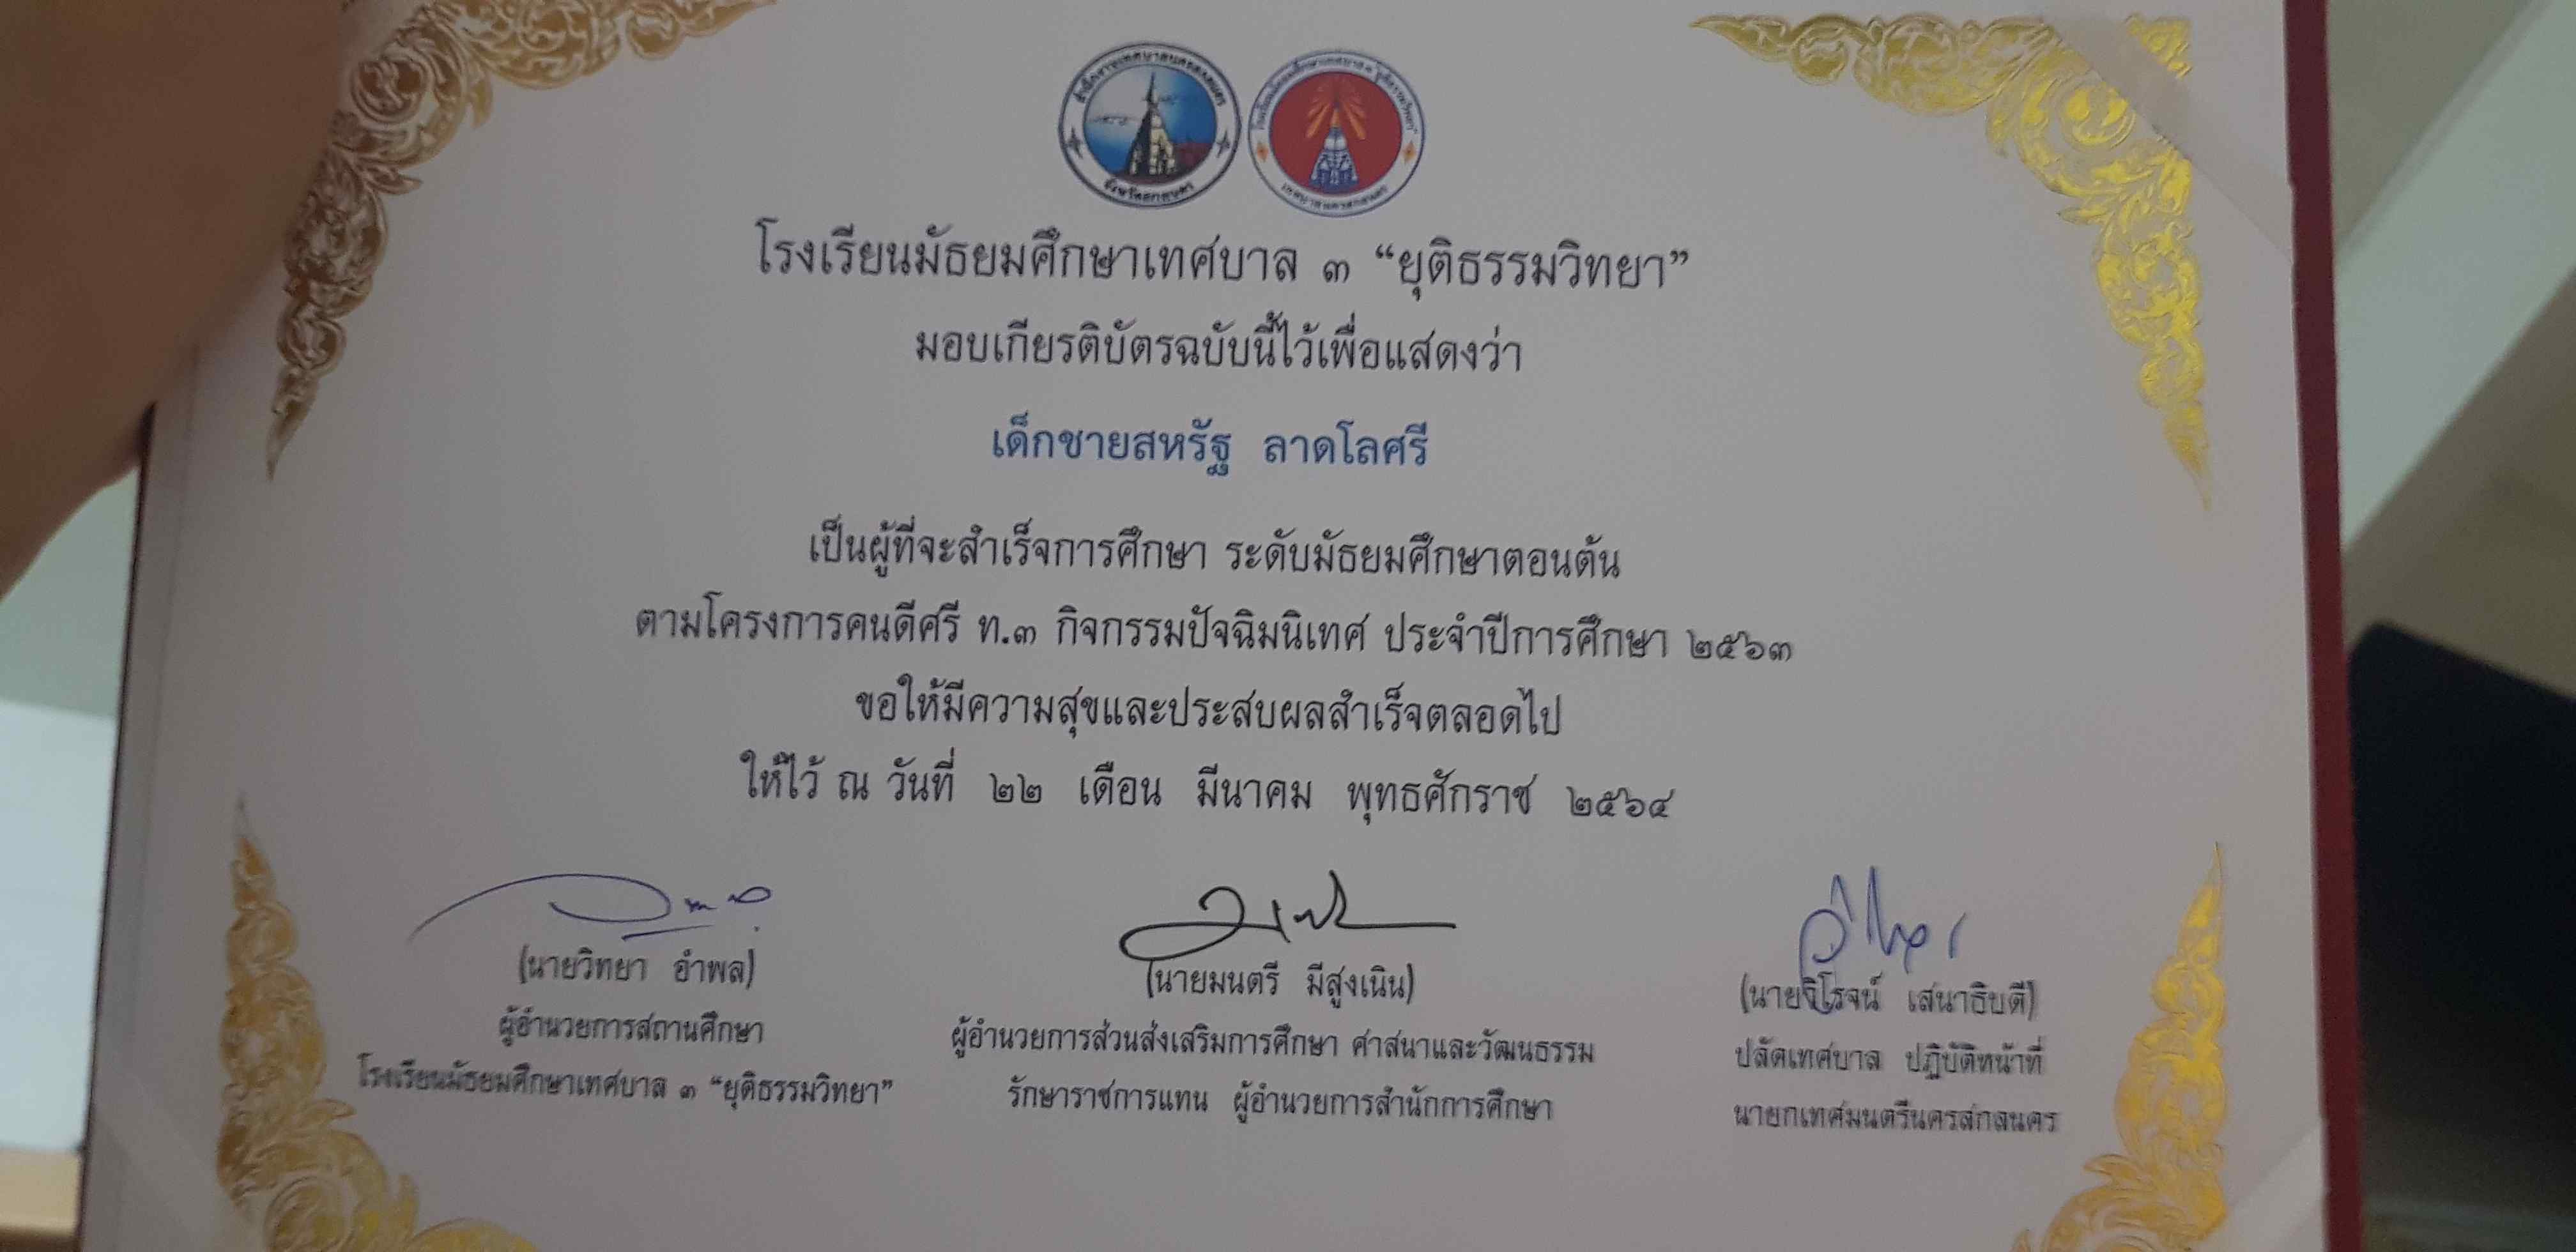 โรงเรียนมัธยมศึกษาเทศบาล ๓ “ยุติธรรมวิทยา”
มอบเกียรติบัตรฉบับนี้ไว้เพื่อแสดงว่า
เด็กชายสหรัฐ ลาดโลศรี
เป็นผู้ที่จะสำเร็จการศึกษา ระดับมัธยมศึกษาตอนต้น
ตามโครงการคนดีศรี ท.๓ กิจกรรมปัจฉิมนิเทศ ประจำปีการศึกษา ๒๕๖๓
ขอให้มีความสุขและประสบผลสำเร็จตลอดไป
ให้ไว้ ณ วันที่ ๒๒ เดือน มีนาคม พุทธศักราช ๒๕๖๔
(นายวิทยา อำพล)
ผู้อำนวยการสถานศึกษา
โรงเรียนมัธยมศึกษาเทศบาล ๓ “ยุติธรรมวิทยา”
(นายมนตรี มีสูงเนิน)
ผู้อำนวยการส่วนส่งเสริมการศึกษา ศาสนาและวัฒนธรรม
รักษาราชการแทน ผู้อำนวยการสำนักการศึกษา
(นายวิโรจน์ เสนาธิบดี)
ปลัดเทศบาล ปฏิบัติหน้าที่
นายกเทศมนตรีนครสกลนคร